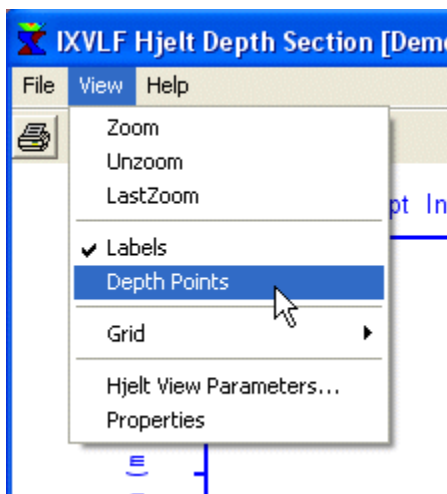 IXVLF Hjelt Depth Section [Dem
File View Help
Zoom
Unzoom
LastZoom
pt In
Labels
Depth Points
Grid
Hjelt View Parameters...
Properties